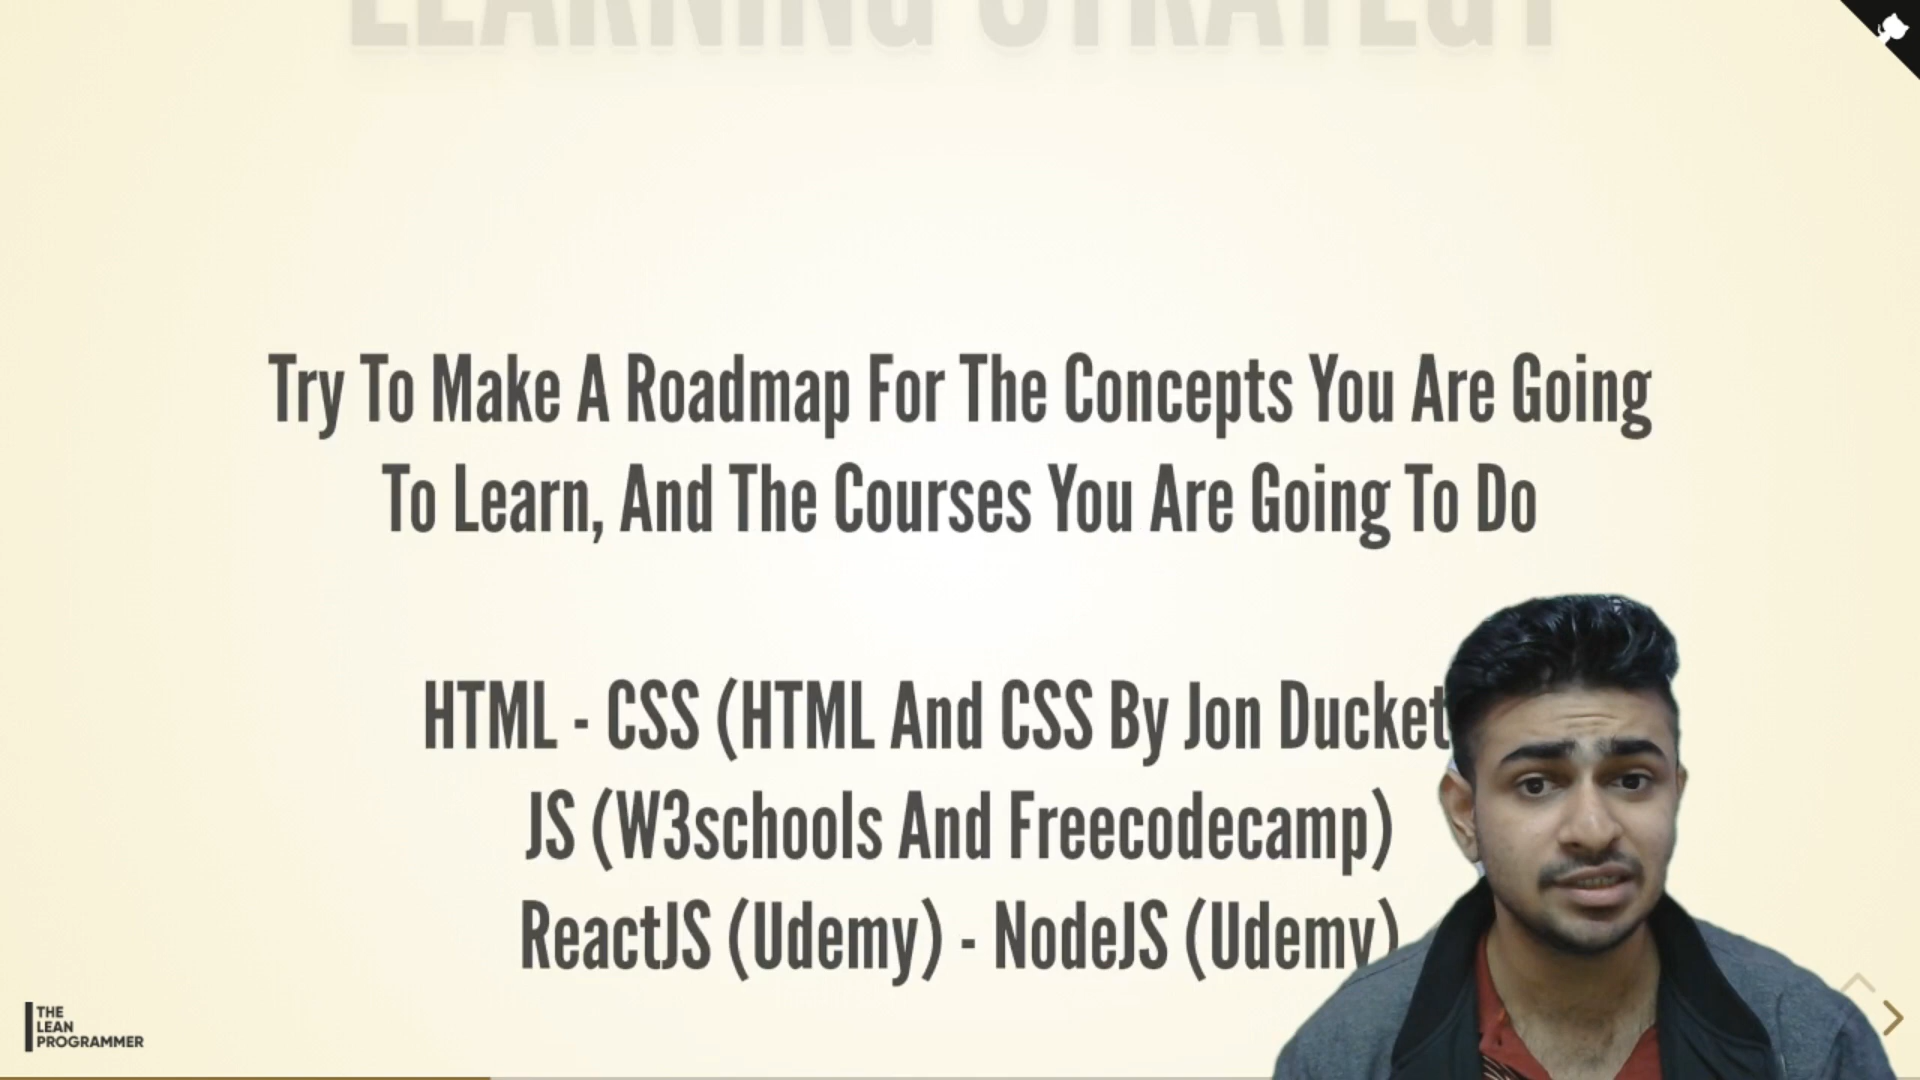 LEARNING STRATEGY
Try To Make A Roadmap For The Concepts You Are Going
To Learn, And The Courses You Are Going To Do
HTML - CSS (HTML And CSS By Jon Ducket
JS (W3schools And Freecodecamp)
ReactJS (Udemy) - NodeJS (Udemy)
THE
LEAN
PROGRAMMER